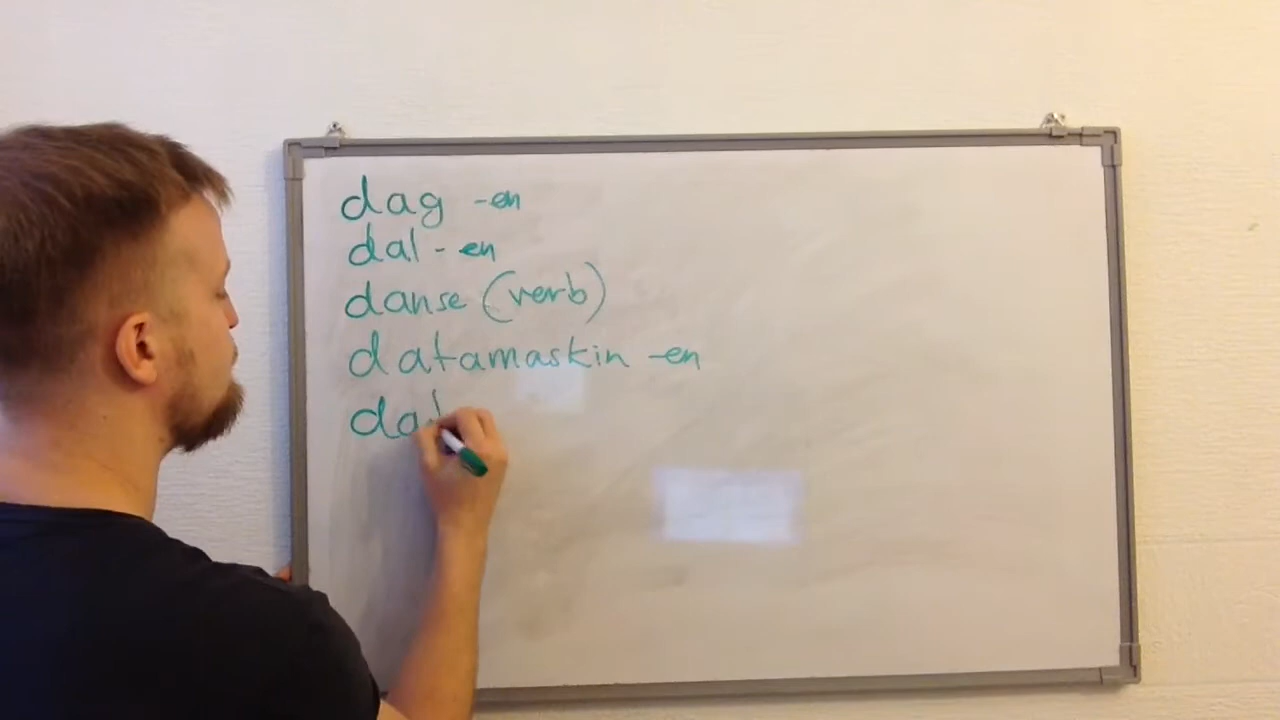 dag -en
dal - en
danse (verb)
datamaskin -en